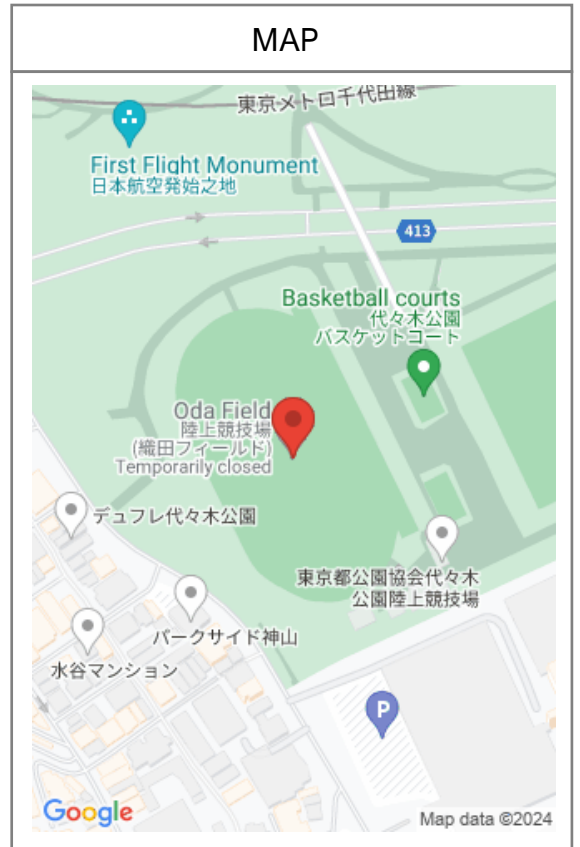 MAP
東京メトロ千代田線
First Flight Monument
日本航空発始之地
413
Basketball courts
代々木公園
バスケットコート
Oda Field
陸上競技場
(織田フィールド)
Temporarily closed
デュフレ代々木公園
東京都公園協会代々木
公園陸上競技場
パークサイド神山
水谷マンション
P
Google
Map data ©2024